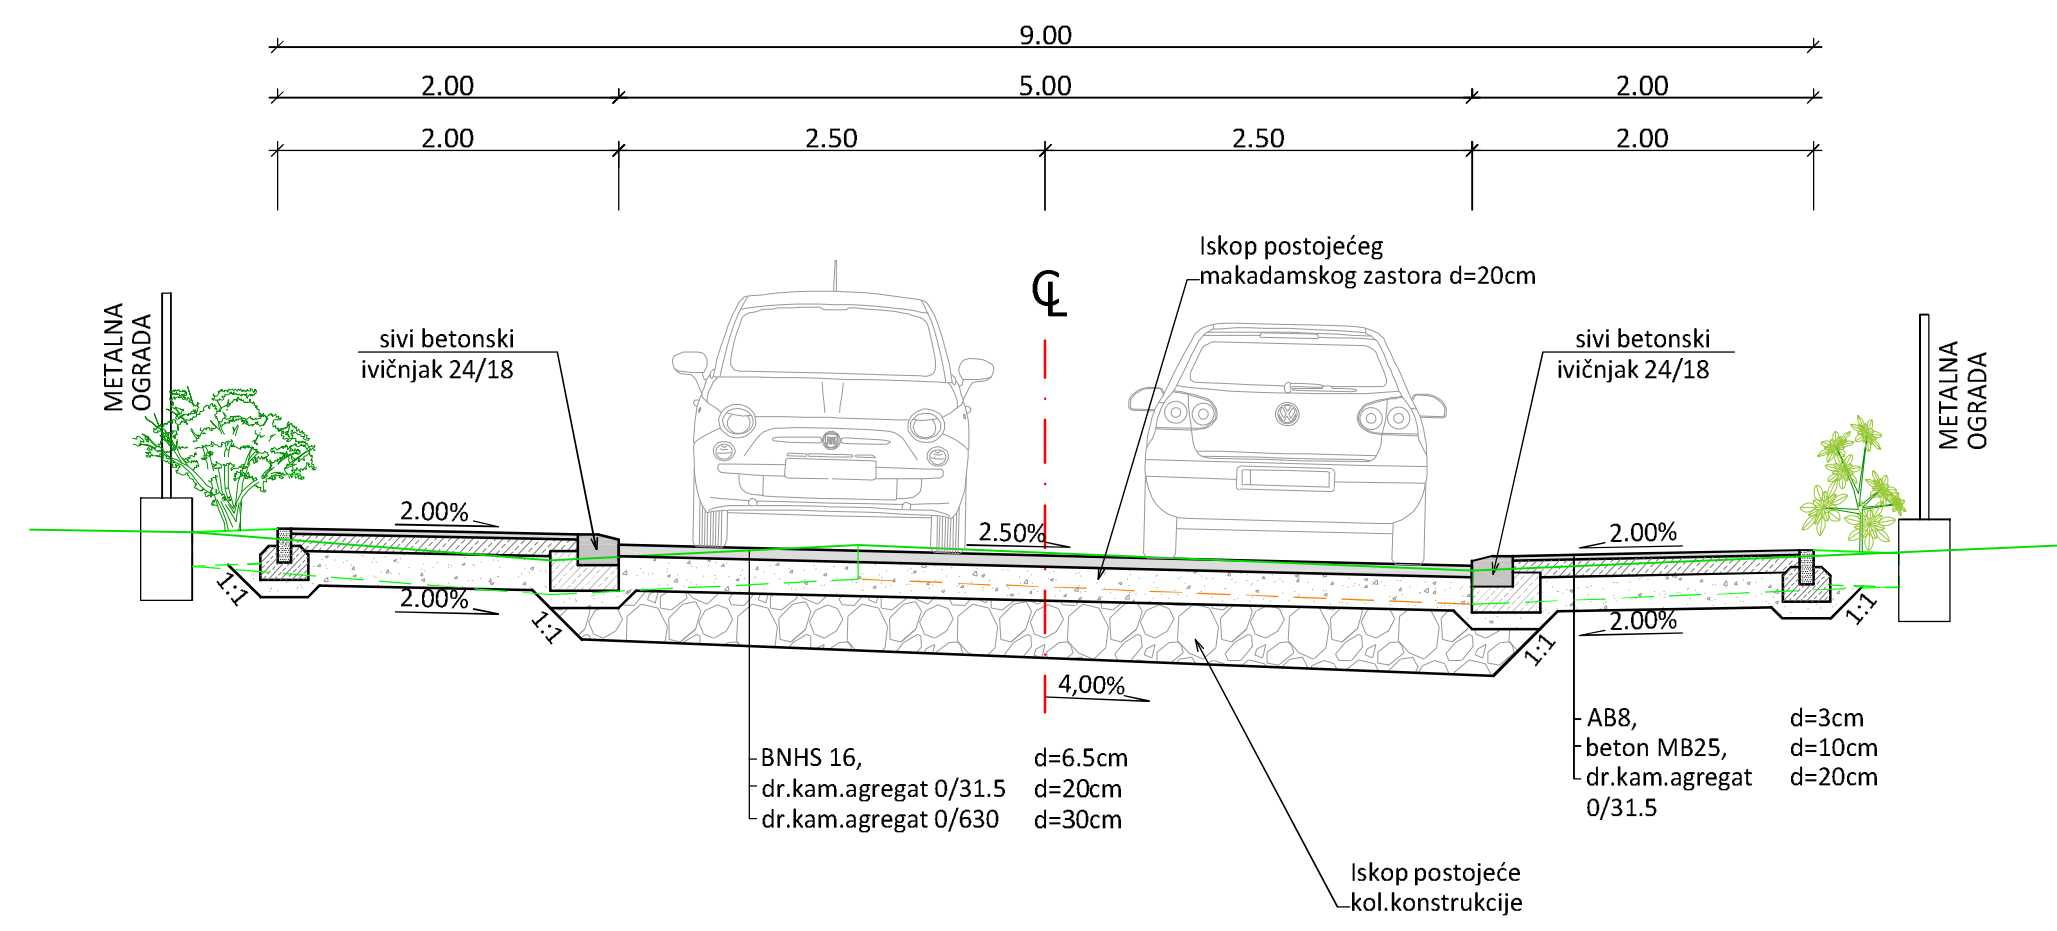 9.00
2.00 5.00 2.00
2.00 2.50 2.50 2.00
Iskop postojećeg
makadamskog zastora d=20cm
℄
METALNA
OGRADA
sivi betonski
ivičnjak 24/18
sivi betonski
ivičnjak 24/18
METALNA
OGRADA
2.00%
2.50%
2.00%
1:1
2.00%
1:1
4,00%
1:1
2.00%
1:1
BNHS 16, d=6.5cm
dr.kam.agregat 0/31.5 d=20cm
dr.kam.agregat 0/630 d=30cm
AB8, d=3cm
beton MB25, d=10cm
dr.kam.agregat d=20cm
0/31.5
Iskop postojeće
kol.konstrukcije